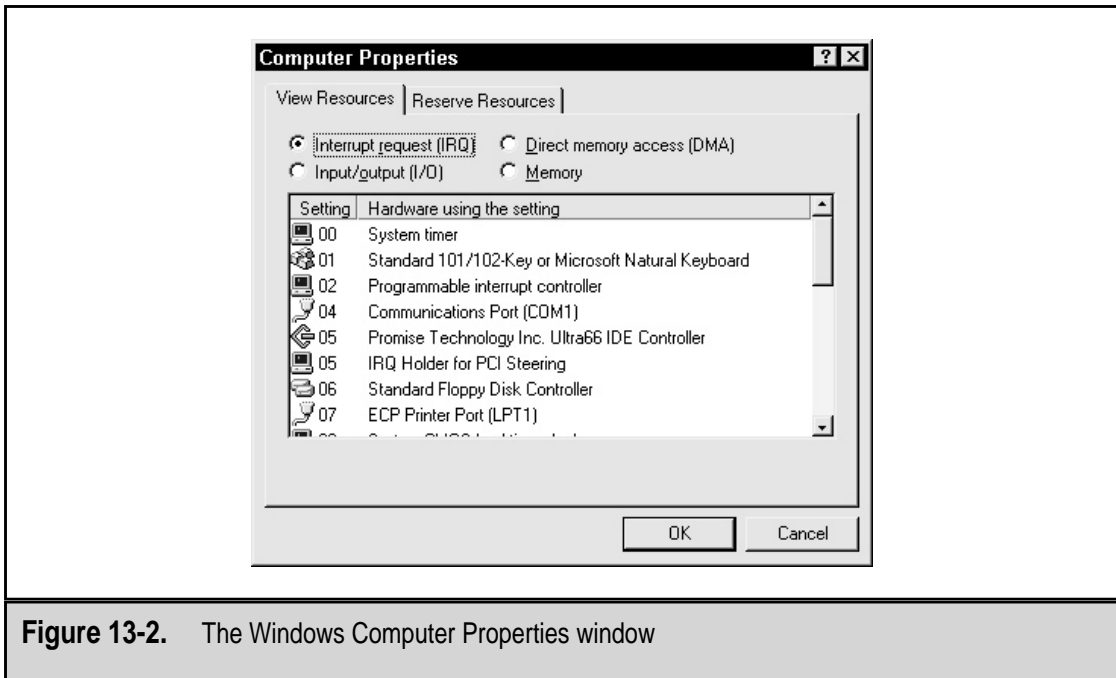 Computer Properties
View Resources Reserve Resources
Interrupt request (IRQ) Direct memory access (DMA)
Input/output (I/O) Memory
Setting Hardware using the setting
00 System timer
01 Standard 101/102-Key or Microsoft Natural Keyboard
02 Programmable interrupt controller
04 Communications Port (COM1)
05 Promise Technology Inc. Ultra66 IDE Controller
05 IRQ Holder for PCI Steering
06 Standard Floppy Disk Controller
07 ECP Printer Port (LPT1)
OK Cancel
Figure 13-2. The Windows Computer Properties window